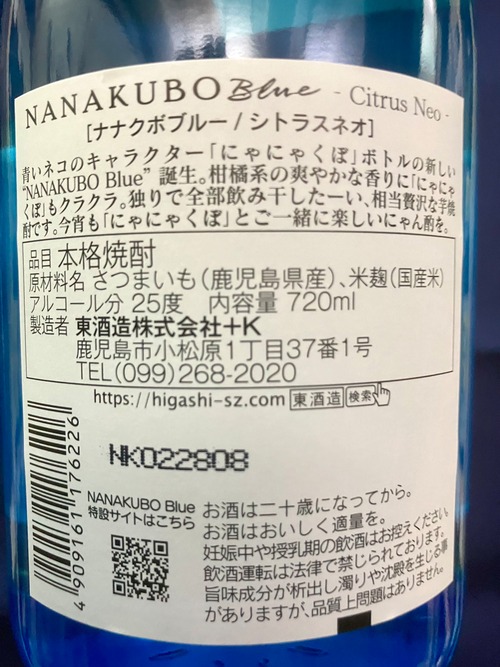 NANAKUBO Blue - Citrus Neo -
[ナナクボブルー / シトラスネオ]
青いネコのキャラクター「にゃにゃくぼ」ボトルの新しい
“NANAKUBO Blue” 誕生。柑橘系の爽やかな香りに「にゃにゃ
くぼ」もクラクラ。独りで全部飲み干したーい、相当贅沢な芋焼
酎です。今宵も「にゃにゃくぼ」とご一緒に楽しいにゃん酌を。
品目 本格焼酎
原材料名 さつまいも(鹿児島県産)、米麹(国産米)
アルコール分 25度 内容量 720ml
製造者 東酒造株式会社+K
鹿児島市小松原1丁目37番1号
TEL(099)268-2020
https://higashi-sz.com 東酒造 検索
NK022808
NANAKUBO Blue
特設サイトはこちら
4 909161 176226
お酒は二十歳になってから。
お酒はおいしく適量を。
妊娠中や授乳期の飲酒はお控えください。
飲酒運転は法律で禁じられております。
旨味成分が析出し濁りや沈殿を生じる事
がありますが、品質上問題はありません。